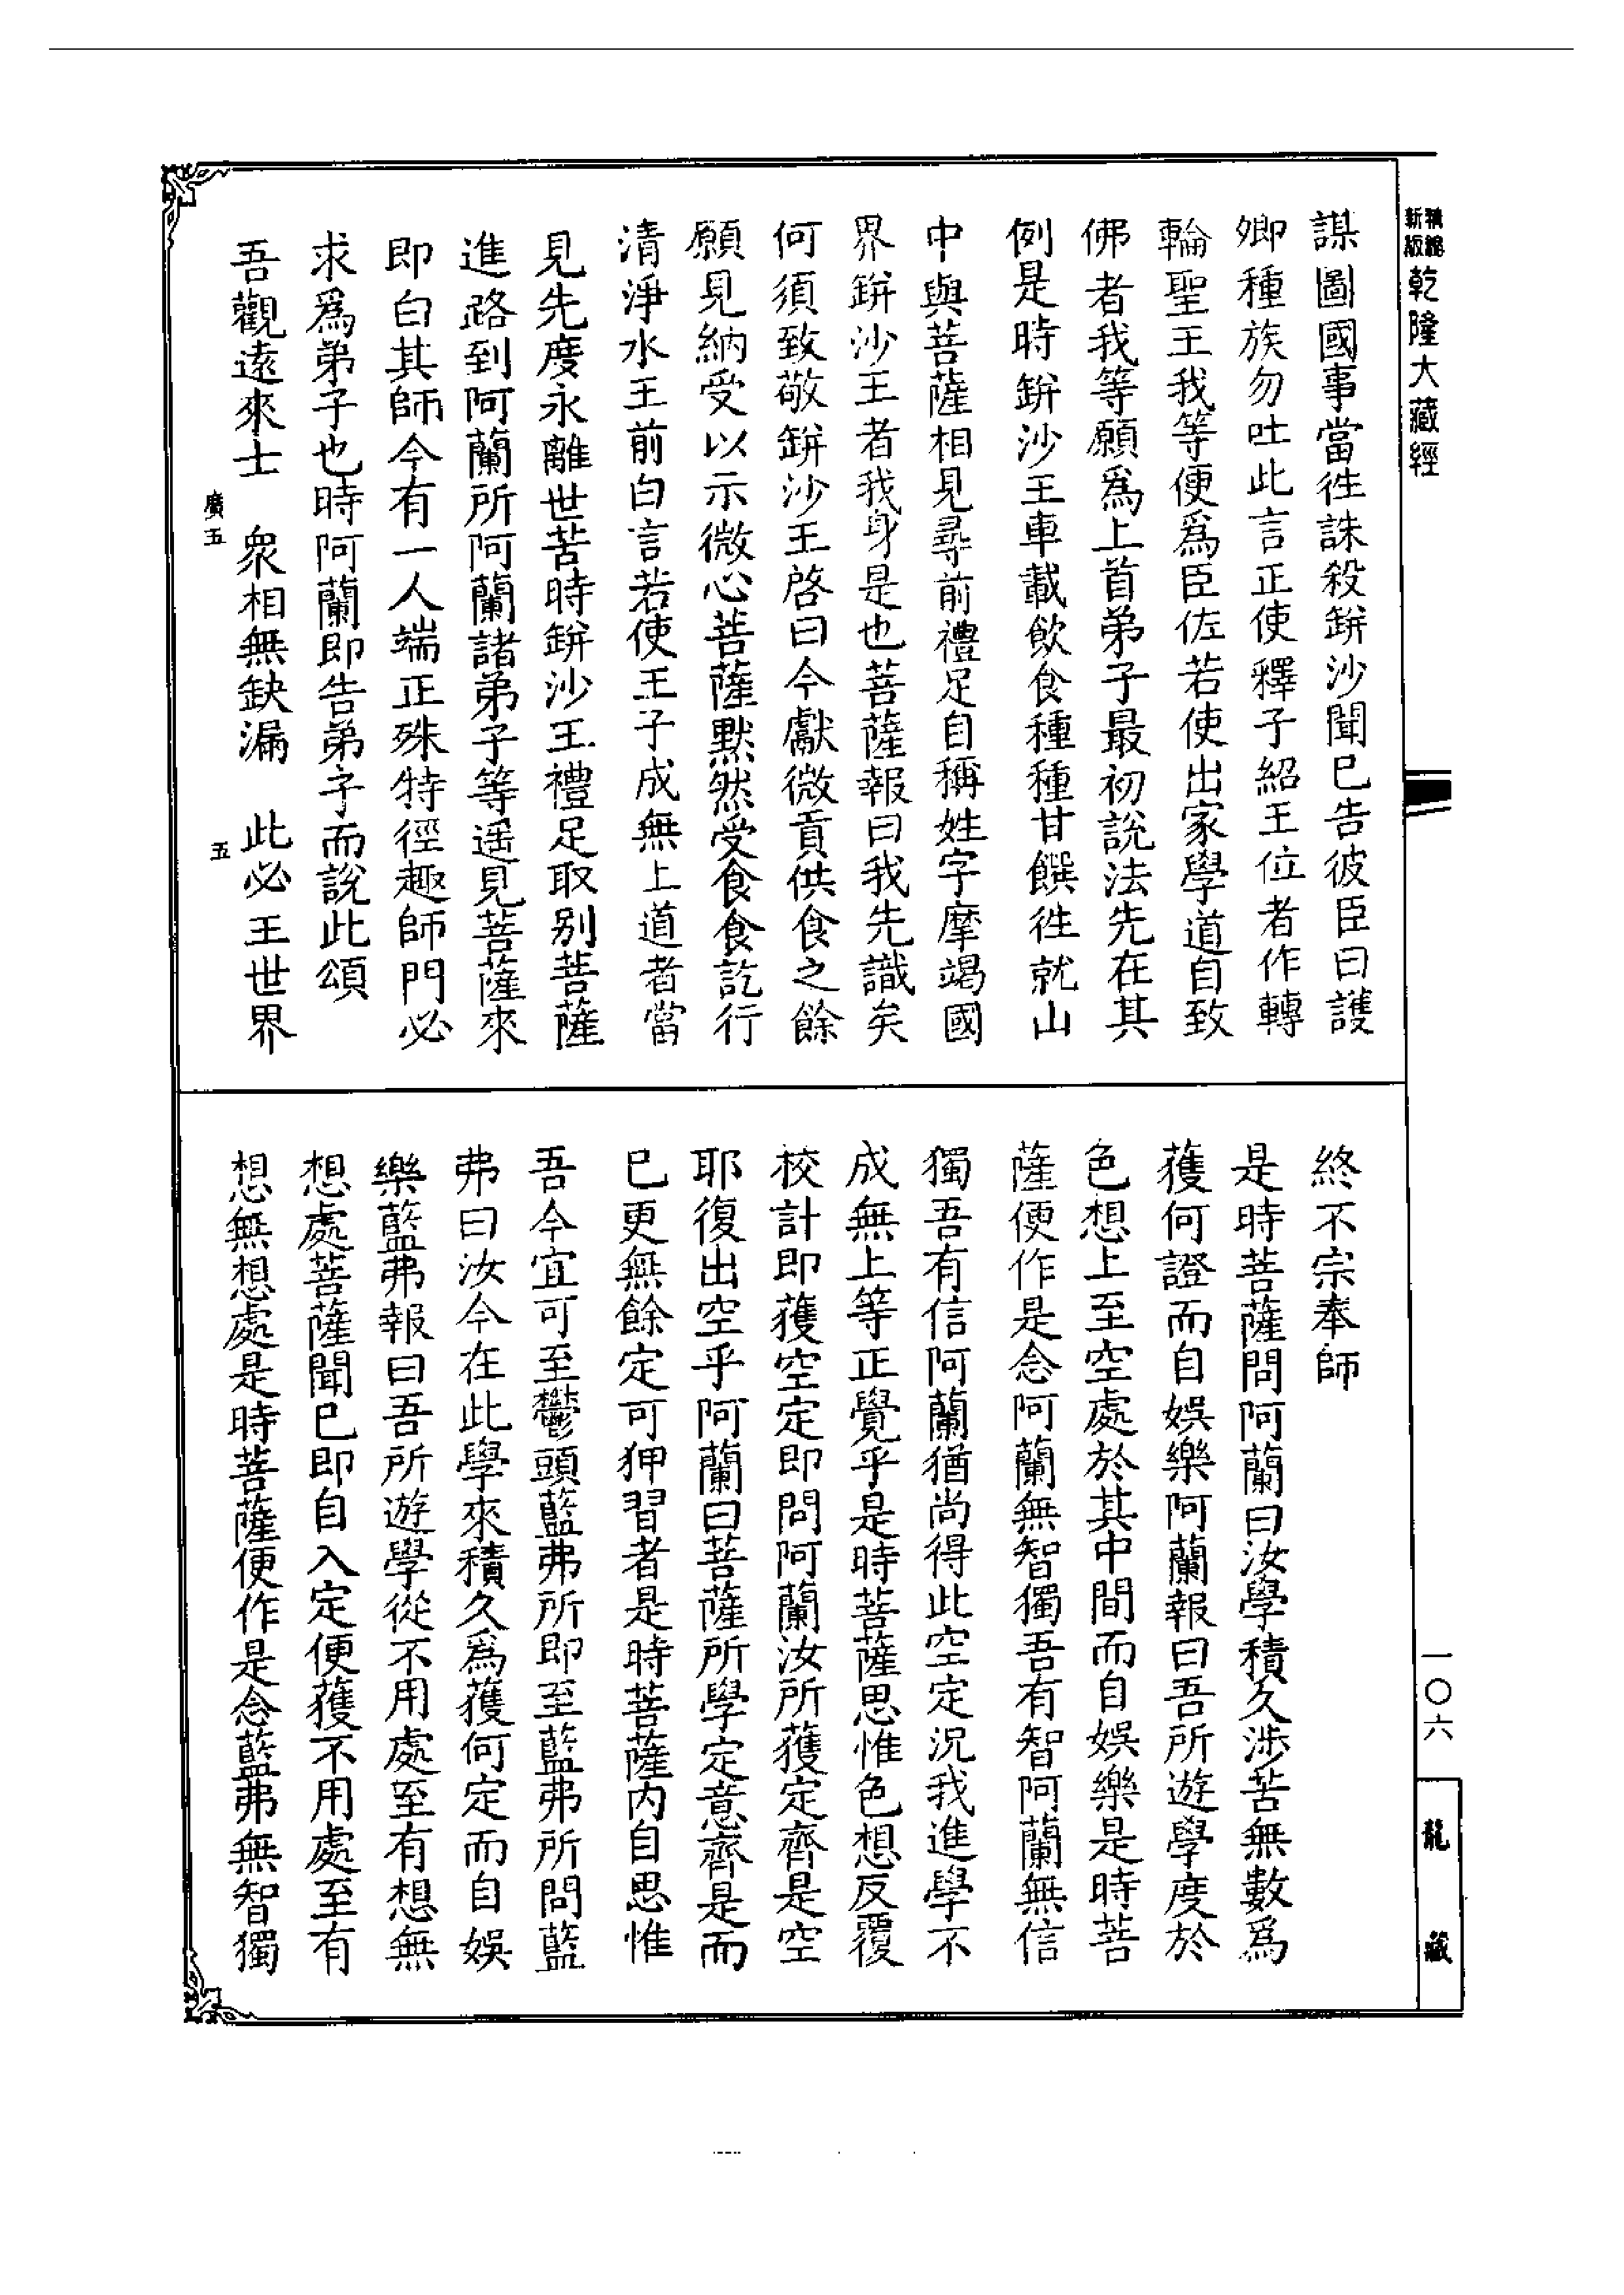 新版精編乾隆大藏經
謀圖國事當徃誅殺缾沙聞已告彼臣曰護
卿種族勿吐此言正使釋子紹王位者作轉
輪聖王我等便爲臣佐若使出家學道自致
佛者我等願爲上首弟子最初說法先在其
例是時缾沙王車載飲食種種甘饌徃就山
中與菩薩相見尋前禮足自稱姓字摩竭國
界缾沙王者我身是也菩薩報曰我先識矣
何須致敬缾沙王啓曰今獻微貢供食之餘
願見納受以示微心菩薩默然受食食訖行
清淨水王前白言若使王子成無上道者當
見先度永離世苦時缾沙王禮足取别菩薩
進路到阿蘭所阿蘭諸弟子等遥見菩薩來
即白其師今有一人端正殊特徑趣師門必
求爲弟子也時阿蘭即告弟子而說此頌
吾觀遠來士　衆相無缺漏　此必王世界
廣五　五
終不宗奉師
是時菩薩問阿蘭曰汝學積久涉苦無數爲
獲何證而自娛樂阿蘭報曰吾所遊學度於
色想上至空處於其中間而自娛樂是時菩
薩便作是念阿蘭無智獨吾有智阿蘭無信
獨吾有信阿蘭猶尚得此空定況我進學不
成無上等正覺乎是時菩薩思惟色想反覆
校計即獲空定即問阿蘭汝所獲定齊是空
耶復出空乎阿蘭曰菩薩所學定意齊是而
已更無餘定可狎習者是時菩薩内自思惟
吾今宜可至鬱頭藍弗所即至藍弗所問藍
弗曰汝今在此學來積久爲獲何定而自娛
樂藍弗報曰吾所遊學從不用處至有想無
想處菩薩聞已即自入定便獲不用處至有
想無想處是時菩薩便作是念藍弗無智獨
一〇六
龍藏